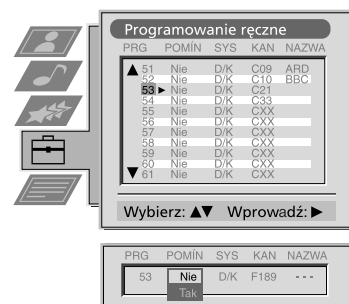 Programowanie ręczne
PRG POMÍN SYS KAN NAZWA
51 Nie D/K C09 ARD
52 Nie D/K C10 BBC
53 Nie D/K C21
54 Nie D/K C33
55 Nie D/K CXX
56 Nie D/K CXX
57 Nie D/K CXX
58 Nie D/K CXX
59 Nie D/K CXX
60 Nie D/K CXX
61 Nie D/K CXX
Wybierz: ▲▼ Wprowadź: ▶
PRG POMÍN SYS KAN NAZWA
53 Nie D/K F189 - - -
Tak